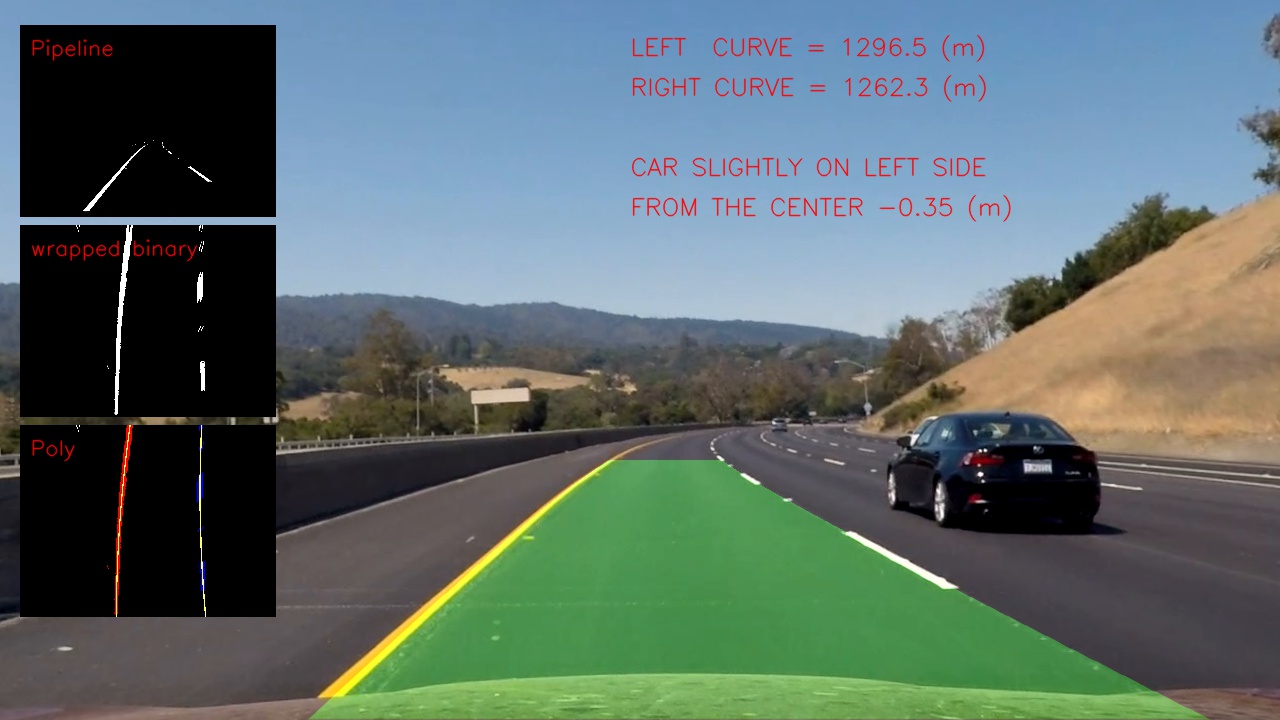 Pipeline
LEFT CURVE = 1296.5 (m)
RIGHT CURVE = 1262.3 (m)
CAR SLIGHTLY ON LEFT SIDE
FROM THE CENTER -0.35 (m)
wrapped binary
Poly